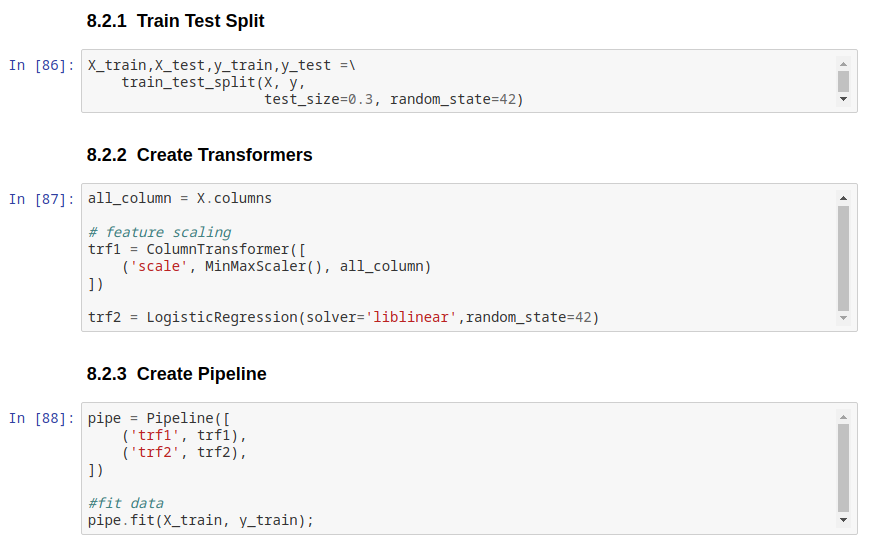 8.2.1 Train Test Split
In [86]: X_train,X_test,y_train,y_test =\
    train_test_split(X, y,
                     test_size=0.3, random_state=42)
8.2.2 Create Transformers
In [87]: all_column = X.columns
# feature scaling
trf1 = ColumnTransformer([
    ('scale', MinMaxScaler(), all_column)
])
trf2 = LogisticRegression(solver='liblinear',random_state=42)
8.2.3 Create Pipeline
In [88]: pipe = Pipeline([
    ('trf1', trf1),
    ('trf2', trf2),
])
#fit data
pipe.fit(X_train, y_train);